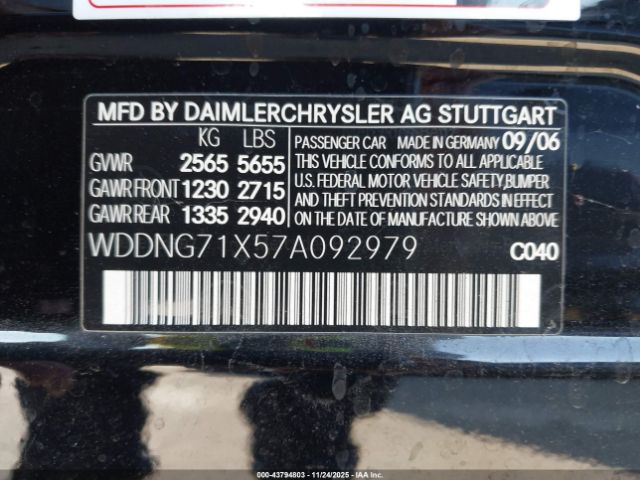 MFD BY DAIMLERCHRYSLER AG STUTTGART
KG LBS
GVWR 2565 5655
GAWR FRONT 1230 2715
GAWR REAR 1335 2940
PASSENGER CAR MADE IN GERMANY 09/06
THIS VEHICLE CONFORMS TO ALL APPLICABLE
U.S. FEDERAL MOTOR VEHICLE SAFETY, BUMPER
AND THEFT PREVENTION STANDARDS IN EFFECT
ON THE DATE OF MANUFACTURE SHOWN ABOVE.
WDDNG71X57A092979 C040
000-43794803 - 11/24/2025 - IAA Inc.